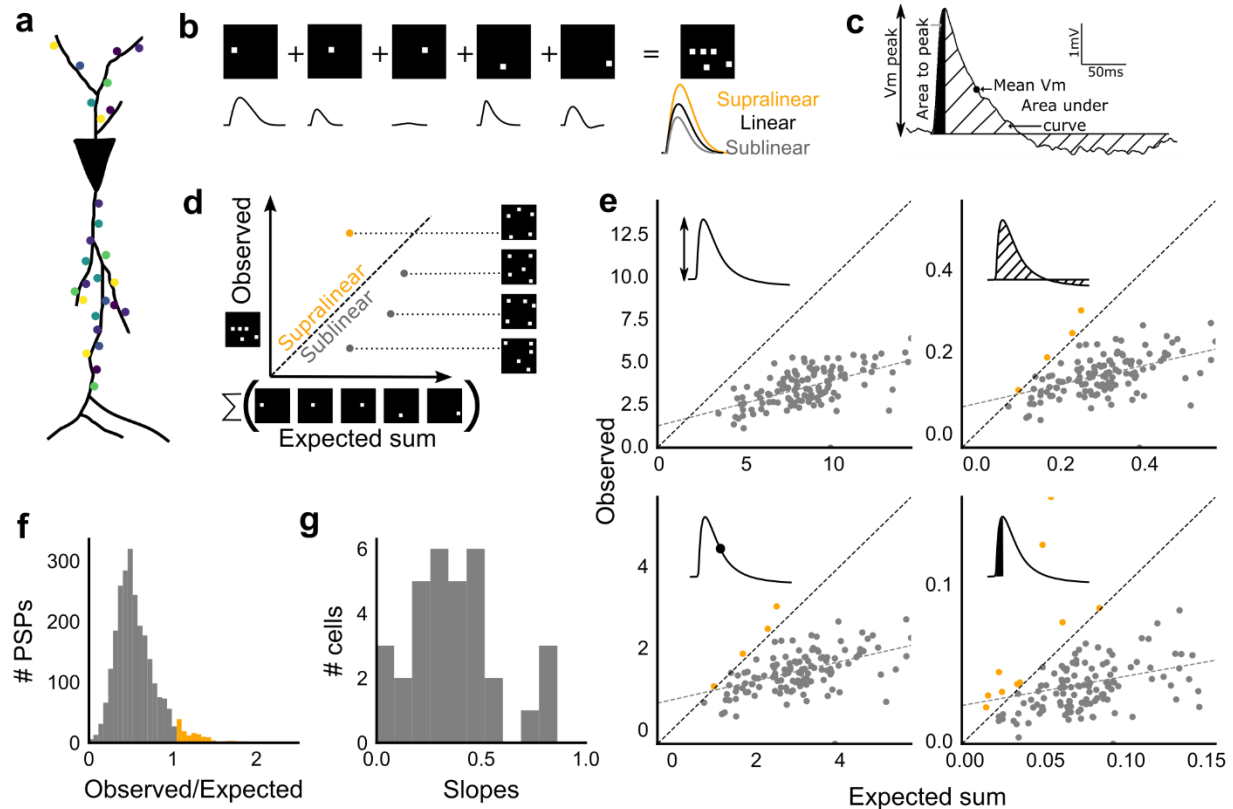 a
b
+ + + + =
Supralinear
Linear
Sublinear
c
Vm peak
Area to peak
Mean Vm
Area under
curve
1mV
50ms
d
Observed
Supralinear
Sublinear
∑( )
Expected sum
e
Observed
12.5
10.0
7.5
5.0
2.5
0.0
0 5 10
0.4
0.2
0.0
0.0 0.2 0.4
4
2
0
0 2 4
0.1
0.0
0.00 0.05 0.10 0.15
Expected sum
f
# PSPs
300
200
100
0
0 1 2
Observed/Expected
g
# cells
6
4
2
0
0.0 0.5 1.0
Slopes